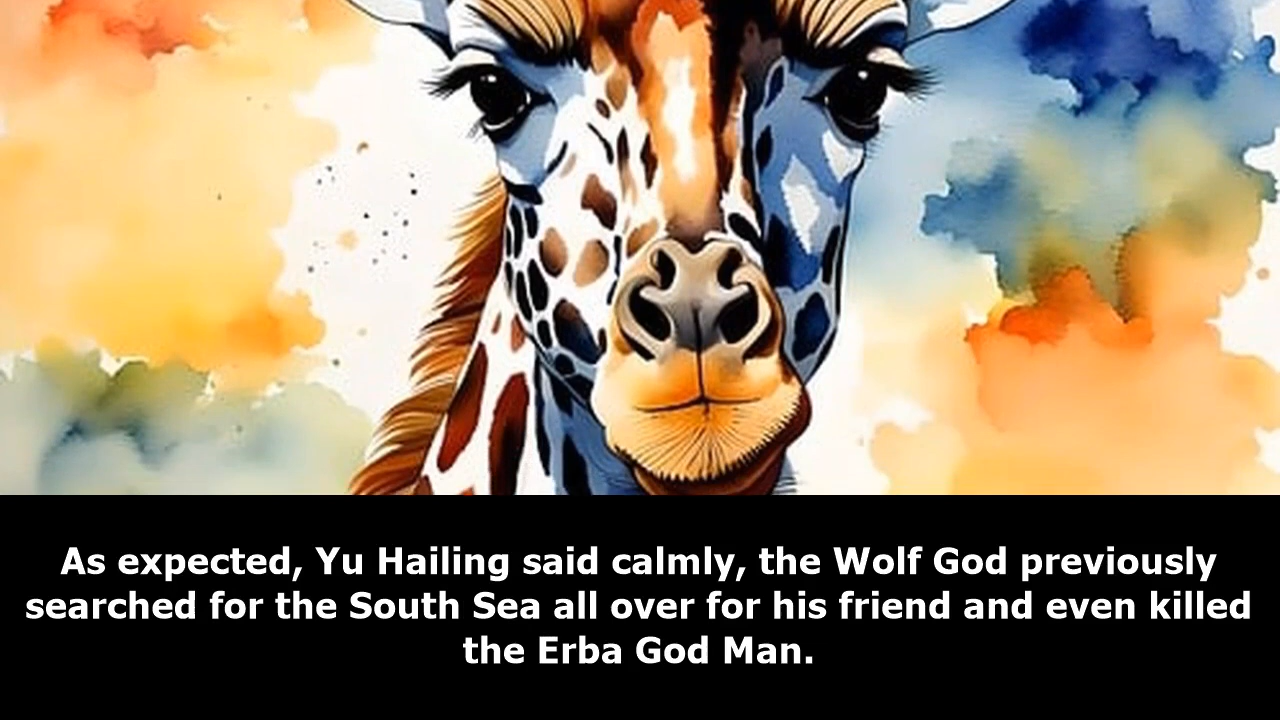 As expected, Yu Hailing said calmly, the Wolf God previously
searched for the South Sea all over for his friend and even killed
the Erba God Man.